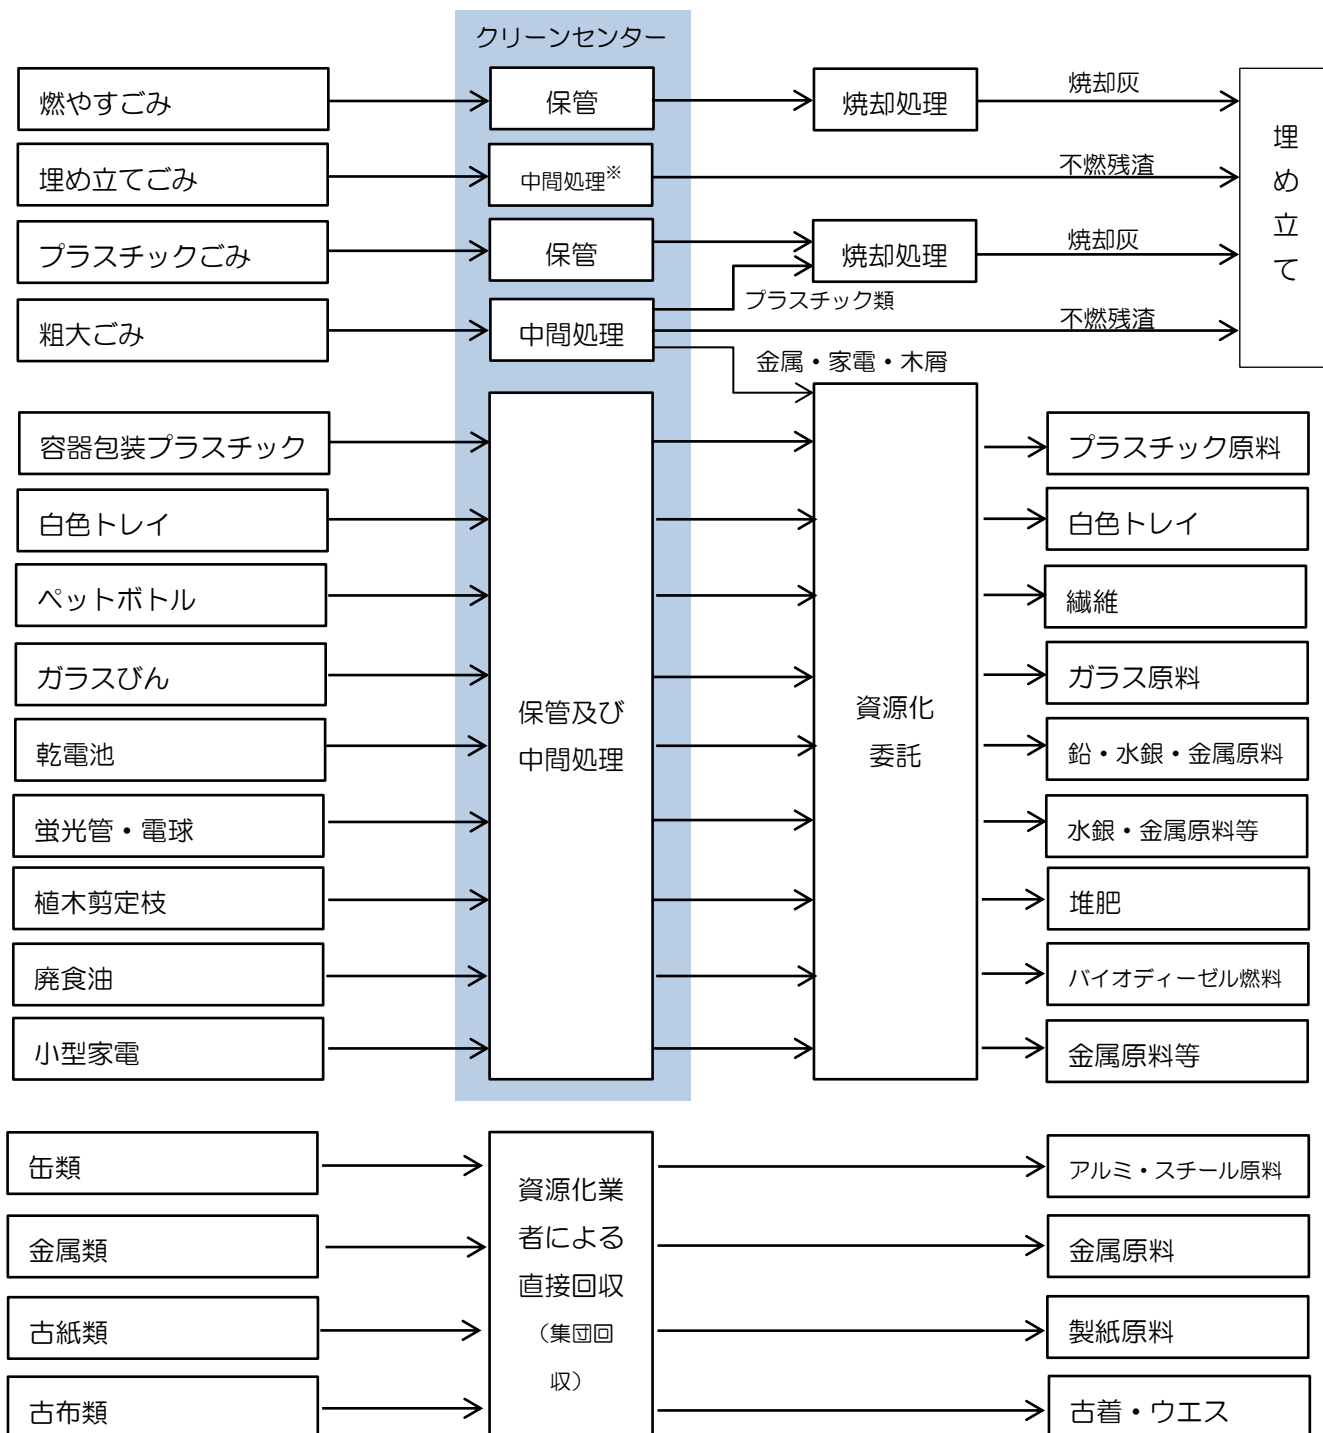 クリーンセンター
燃やすごみ
保管
焼却処理
焼却灰
埋め立て
埋め立てごみ
中間処理※
不燃残渣
プラスチックごみ
保管
焼却処理
焼却灰
プラスチック類
粗大ごみ
中間処理
不燃残渣
金属・家電・木屑
容器包装プラスチック
プラスチック原料
白色トレイ
白色トレイ
ペットボトル
繊維
ガラスびん
ガラス原料
保管及び
中間処理
資源化
委託
乾電池
鉛・水銀・金属原料
蛍光管・電球
水銀・金属原料等
植木剪定枝
堆肥
廃食油
バイオディーゼル燃料
小型家電
金属原料等
缶類
資源化業
者による
直接回収
（集団回
収）
アルミ・スチール原料
金属類
金属原料
古紙類
製紙原料
古布類
古着・ウエス